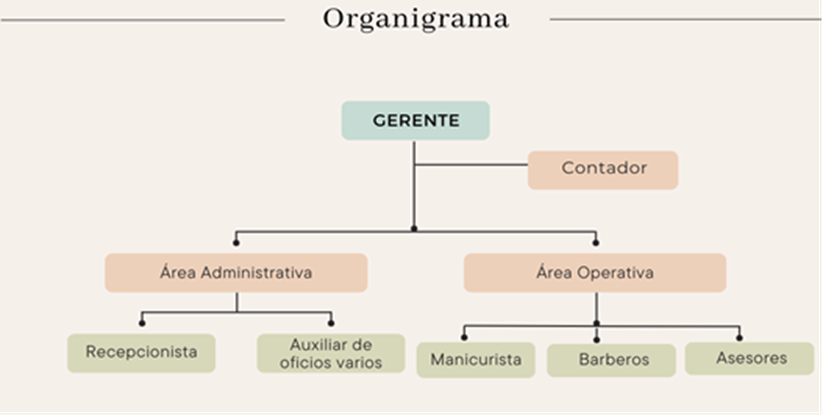 Organigrama
GERENTE
Contador
Área Administrativa
Área Operativa
Recepcionista
Auxiliar de
oficios varios
Manicurista
Barberos
Asesores